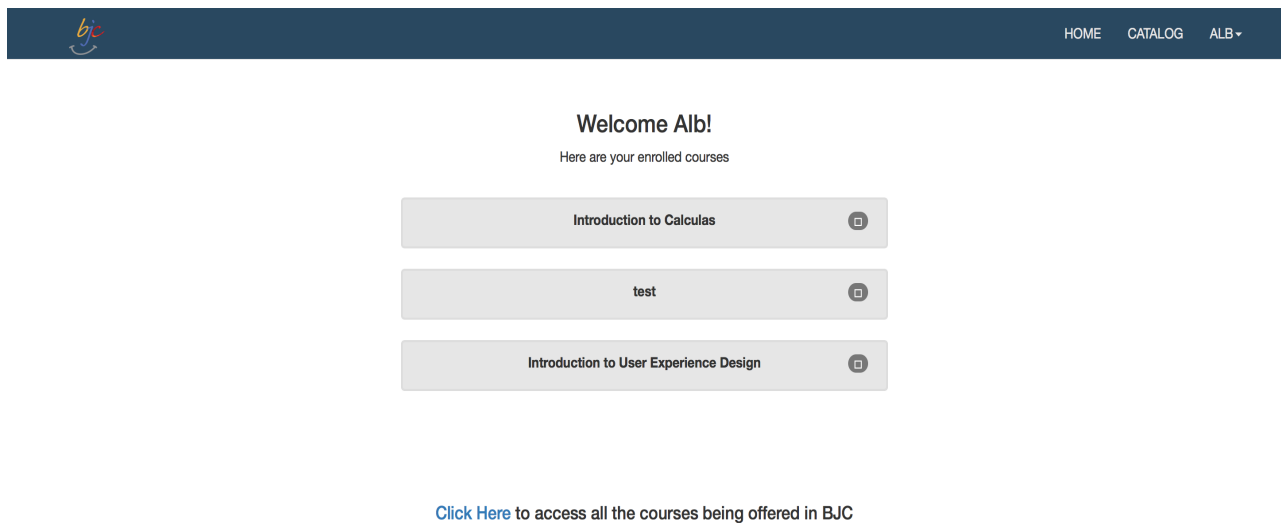 bjc
HOME CATALOG ALB
Welcome Alb!
Here are your enrolled courses
Introduction to Calculas
test
Introduction to User Experience Design
Click Here to access all the courses being offered in BJC